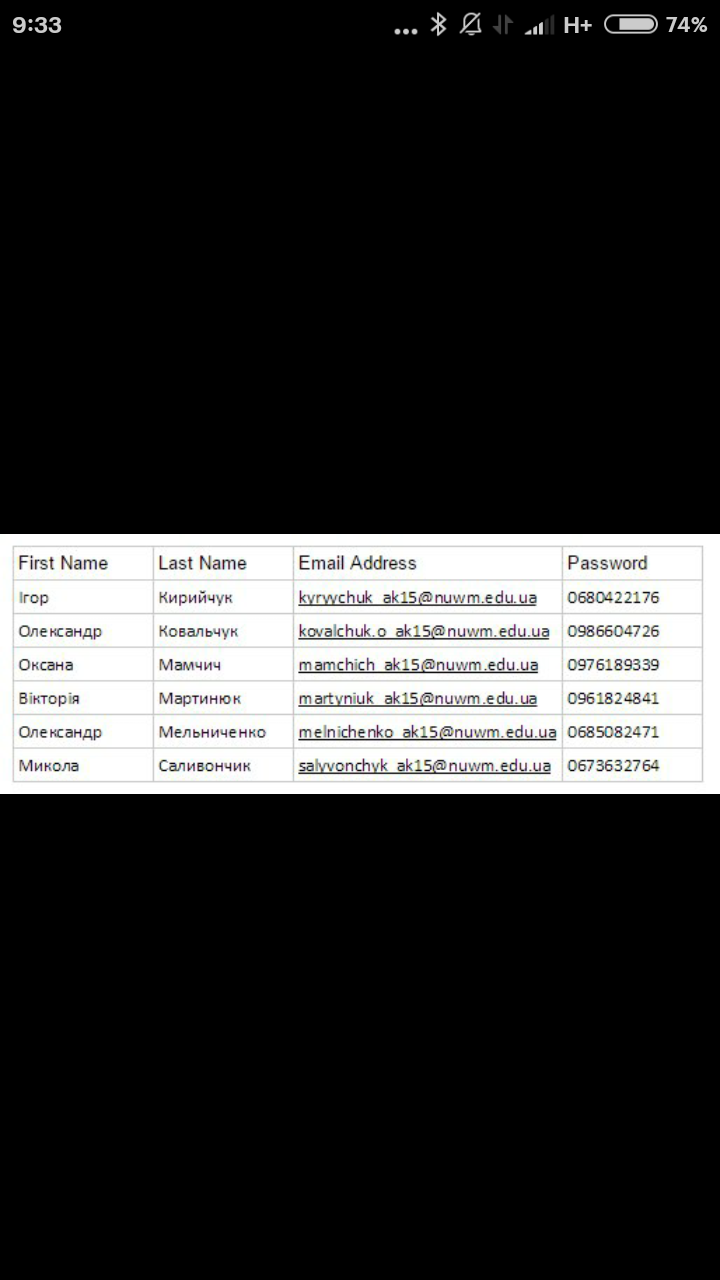 9:33 ... H+ 74%
First Name Last Name Email Address Password
Ігор Кирийчук kyryychuk_ak15@nuwm.edu.ua 0680422176
Олександр Ковальчук kovalchuk.o_ak15@nuwm.edu.ua 0986604726
Оксана Мамчич mamchich_ak15@nuwm.edu.ua 0976189339
Вікторія Мартинюк martyniuk_ak15@nuwm.edu.ua 0961824841
Олександр Мельниченко melnichenko_ak15@nuwm.edu.ua 0685082471
Микола Саливончик salyvonchyk_ak15@nuwm.edu.ua 0673632764